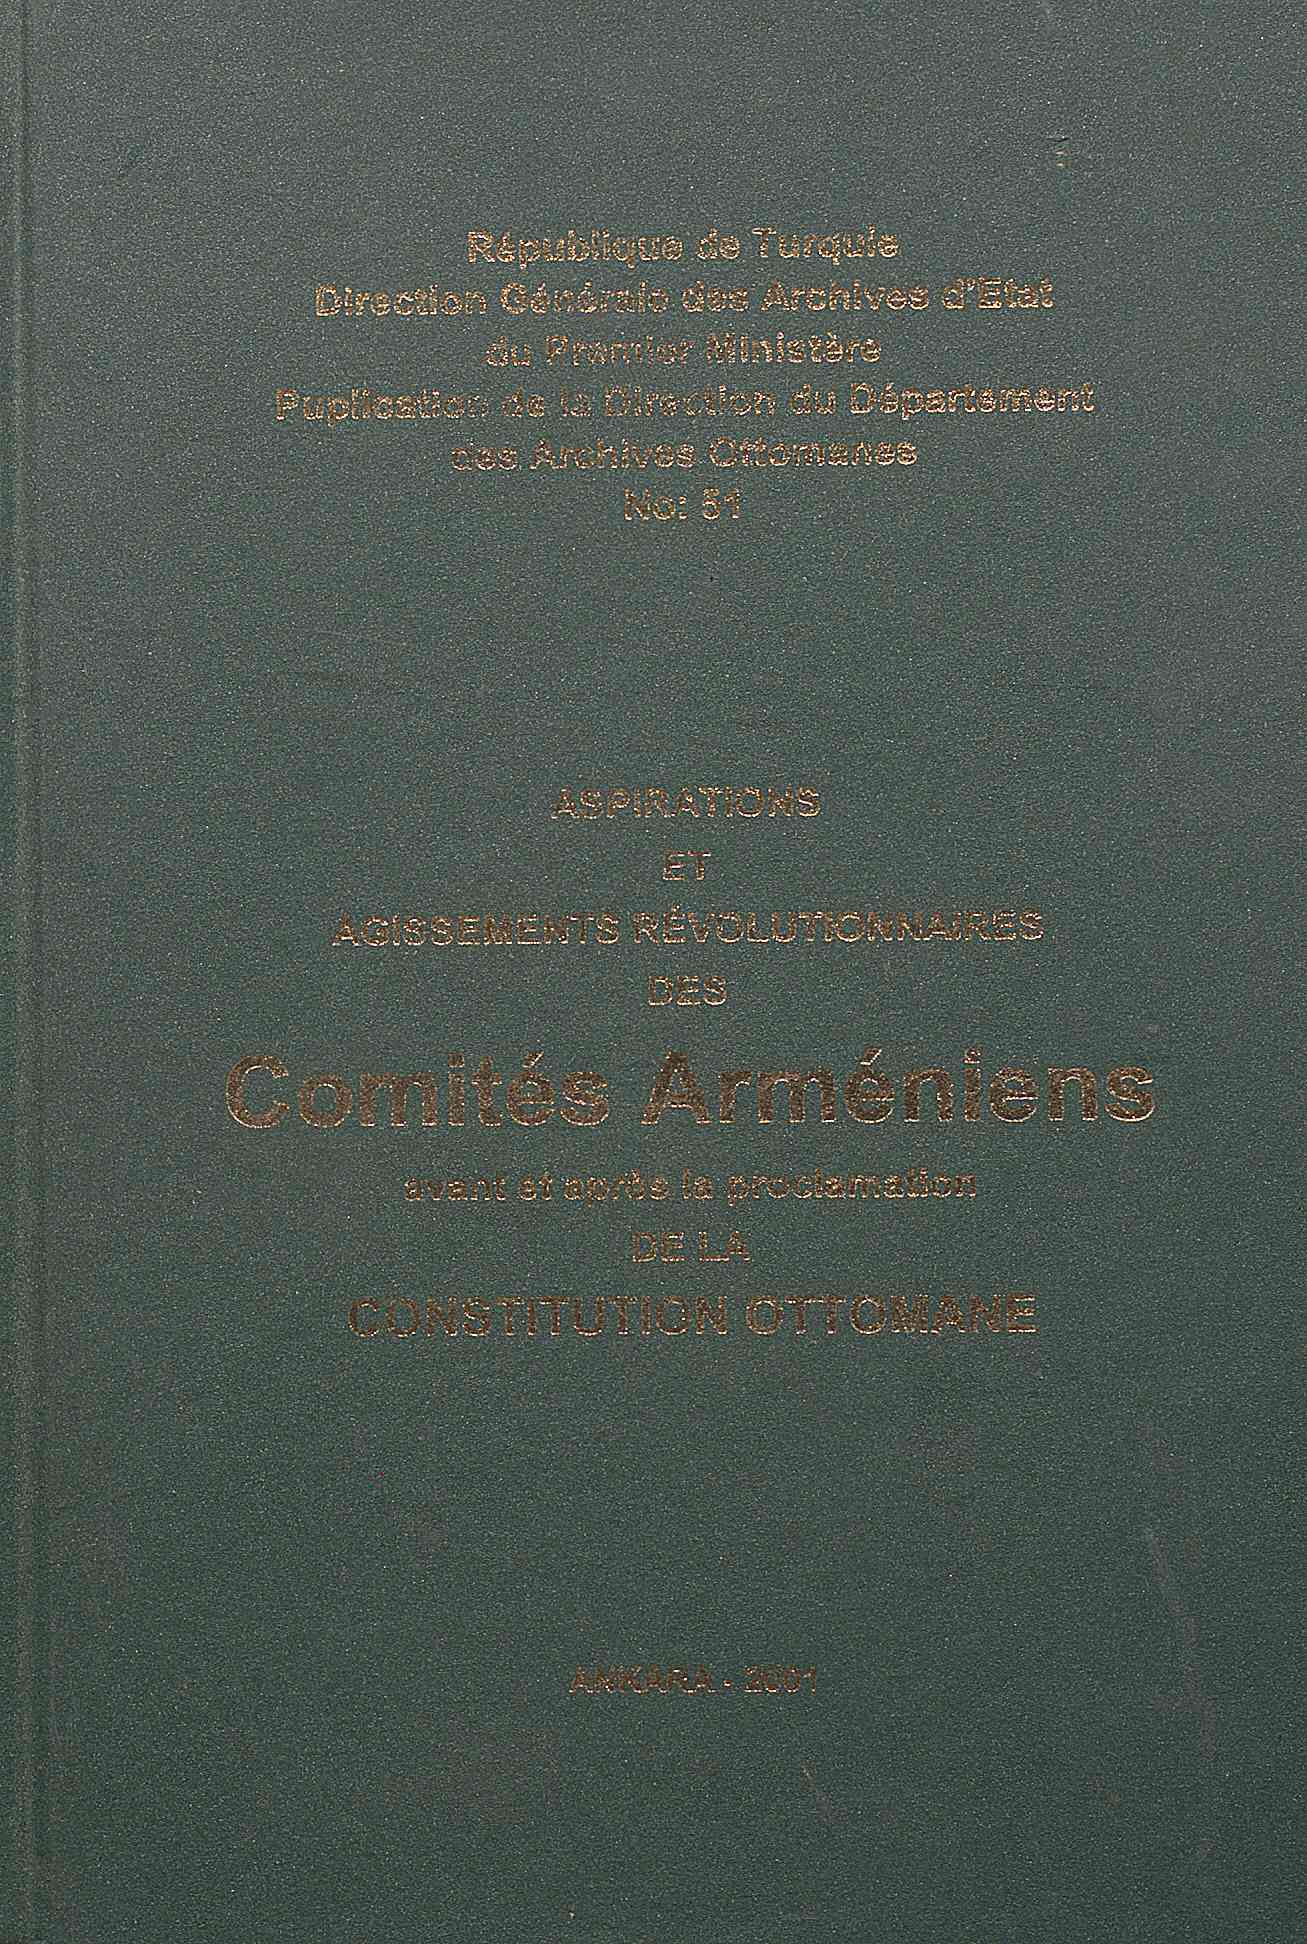 République de Turquie
Direction Générale des Archives d'Etat
du Premier Ministère
Puplication de la Direction du Département
des Archives Ottomanes
No: 51
ASPIRATIONS
ET
AGISSEMENTS RÉVOLUTIONNAIRES
DES
Comités Arméniens
avant et après la proclamation
DE LA
CONSTITUTION OTTOMANE
ANKARA - 2001